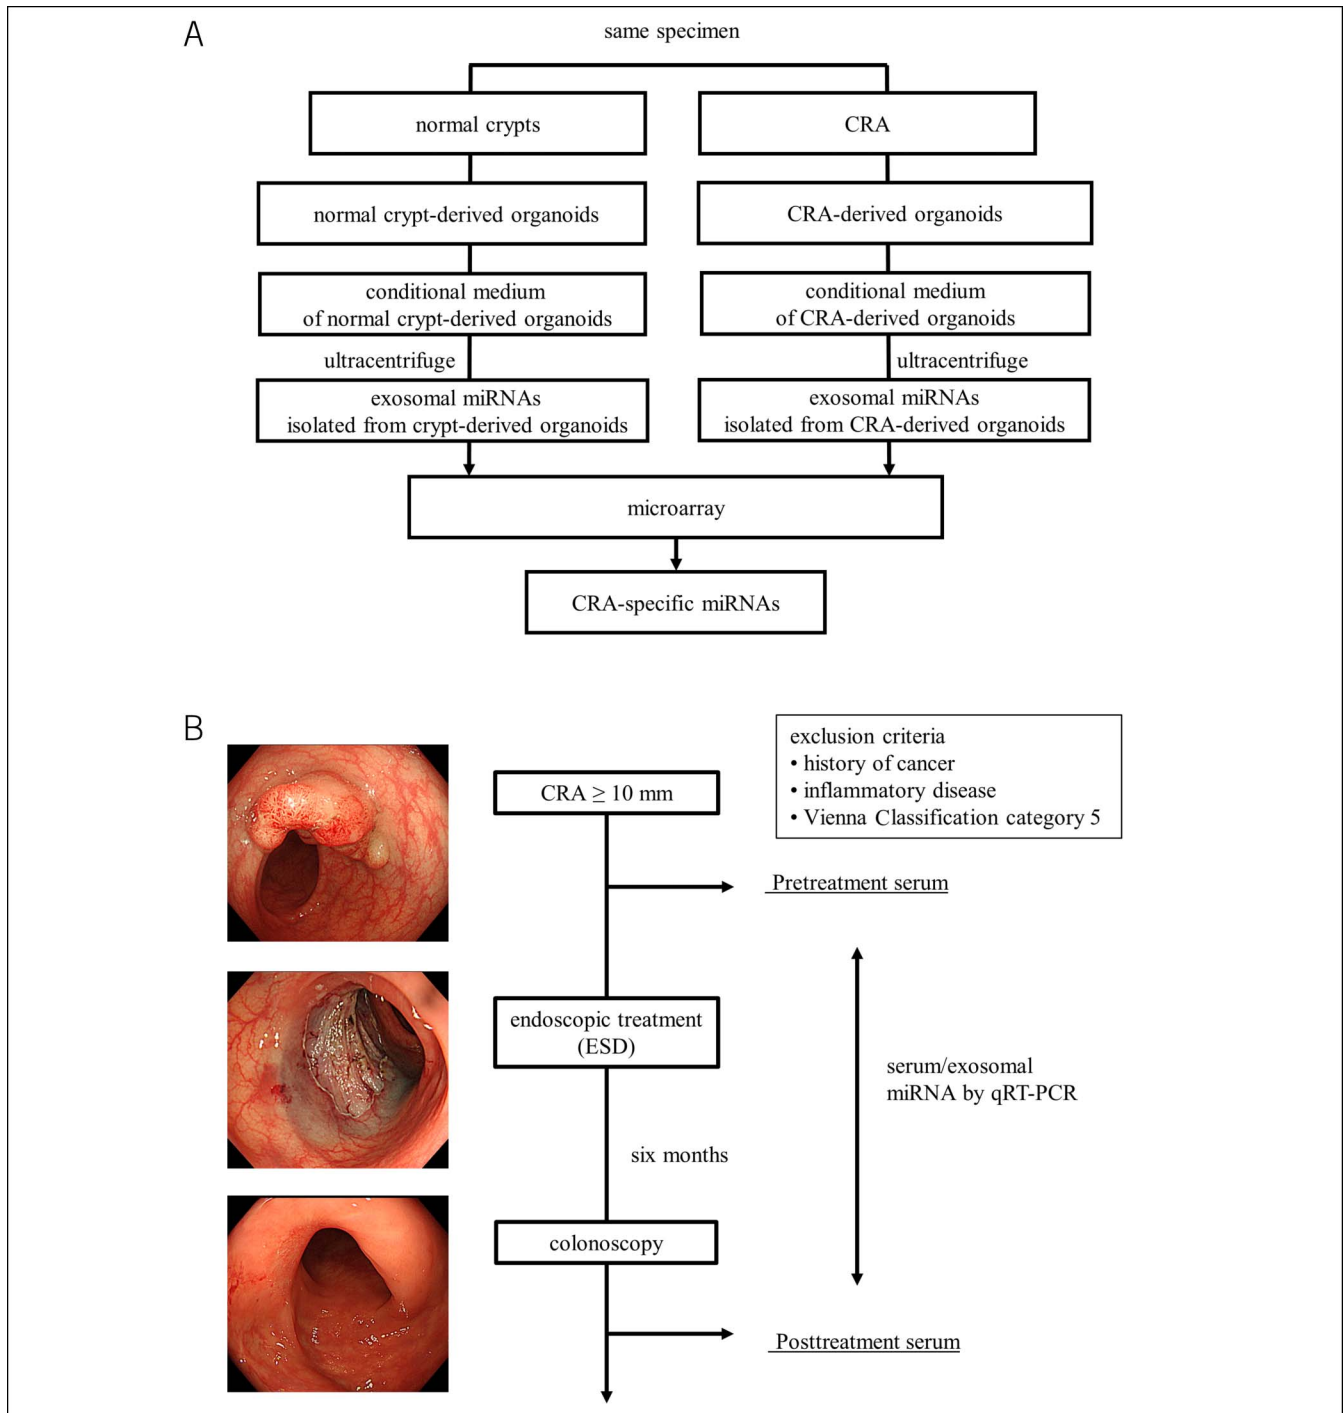 A
same specimen
normal crypts
CRA
normal crypt-derived organoids
CRA-derived organoids
conditional medium
of normal crypt-derived organoids
conditional medium
of CRA-derived organoids
ultracentrifuge
ultracentrifuge
exosomal miRNAs
isolated from crypt-derived organoids
exosomal miRNAs
isolated from CRA-derived organoids
microarray
CRA-specific miRNAs
B
exclusion criteria
• history of cancer
• inflammatory disease
• Vienna Classification category 5
CRA ≥ 10 mm
Pretreatment serum
endoscopic treatment
(ESD)
serum/exosomal
miRNA by qRT-PCR
six months
colonoscopy
Posttreatment serum